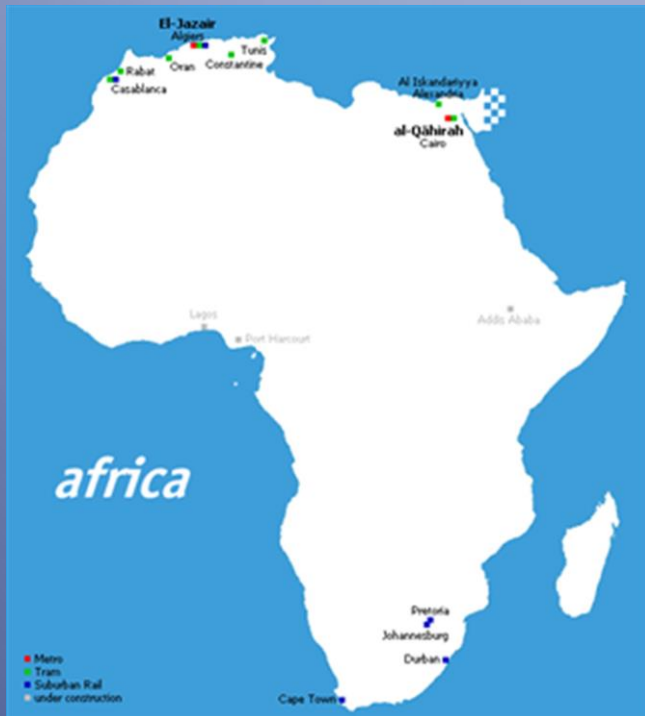 El-Jazair
Algiers
Tunis
Constantine
Oran
Rabat
Casablanca
Al Iskandariyya
Alexandria
al-Qāhirah
Cairo
Lagos
Port Harcourt
Addis Ababa
africa
Pretoria
Johannesburg
Durban
Cape Town
Metro
Tram
Suburban Rail
under construction